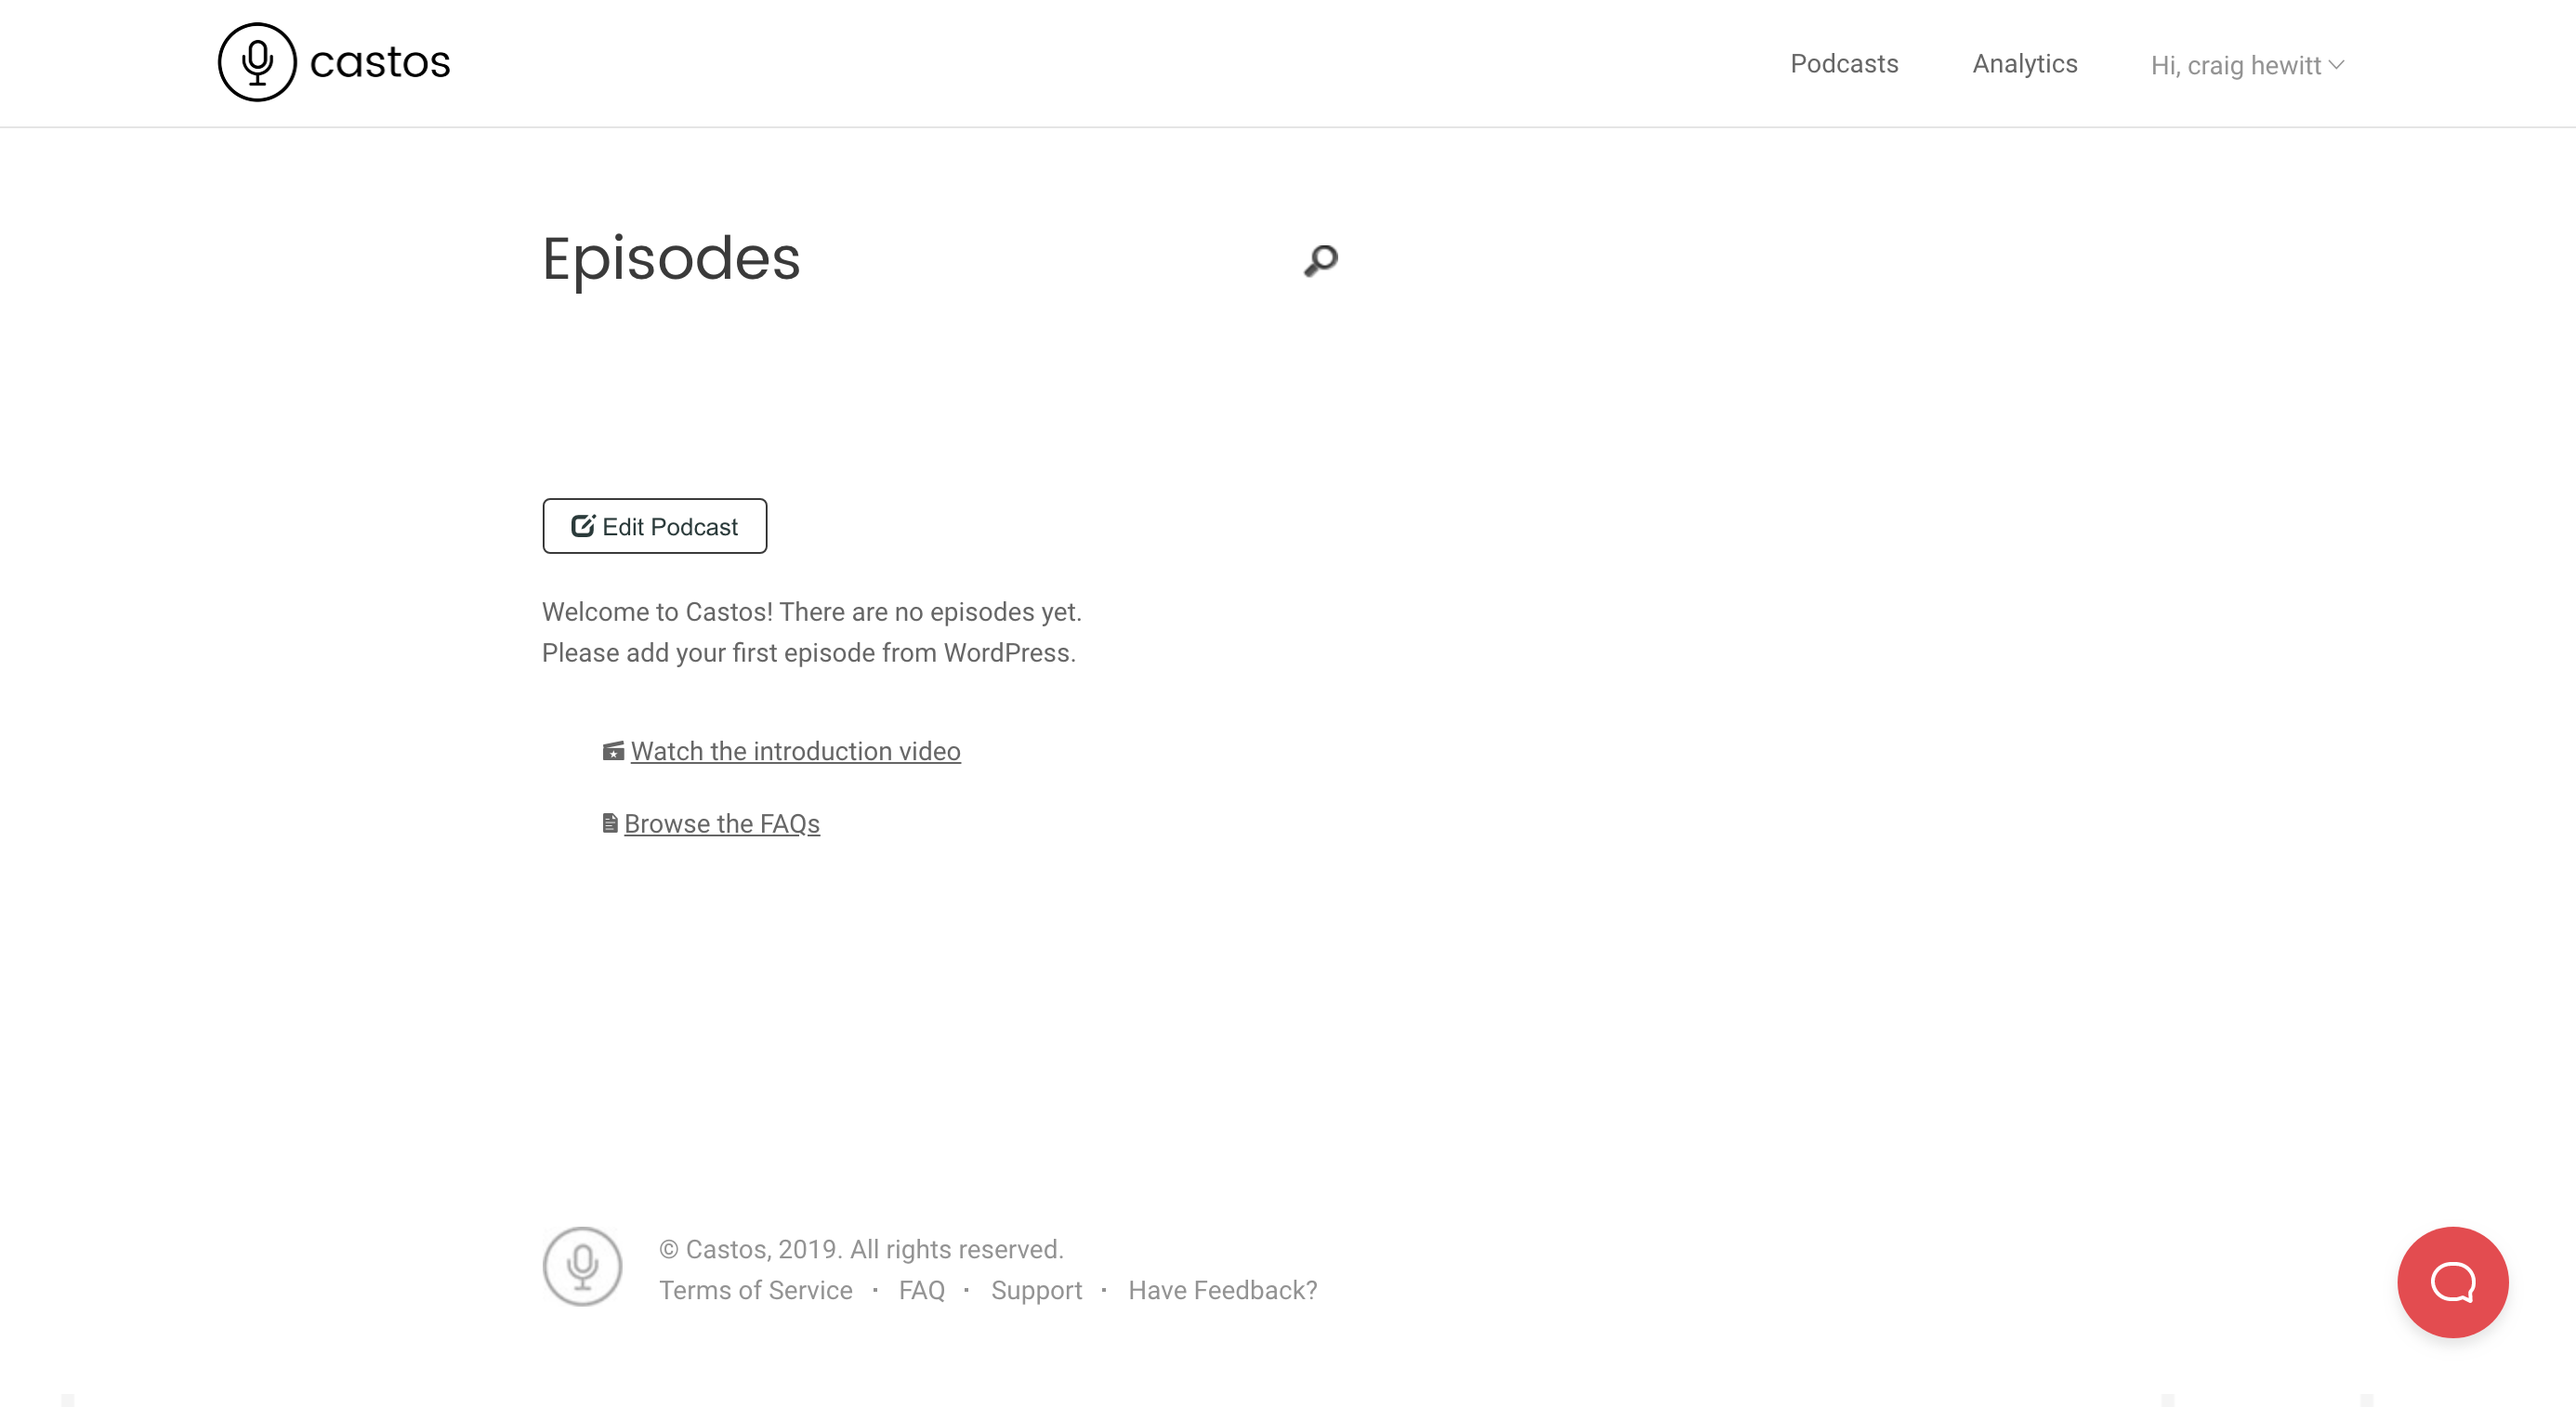 castos
Podcasts Analytics Hi, craig hewitt
Episodes
Edit Podcast
Welcome to Castos! There are no episodes yet.
Please add your first episode from WordPress.
Watch the introduction video
Browse the FAQs
© Castos, 2019. All rights reserved.
Terms of Service · FAQ · Support · Have Feedback?